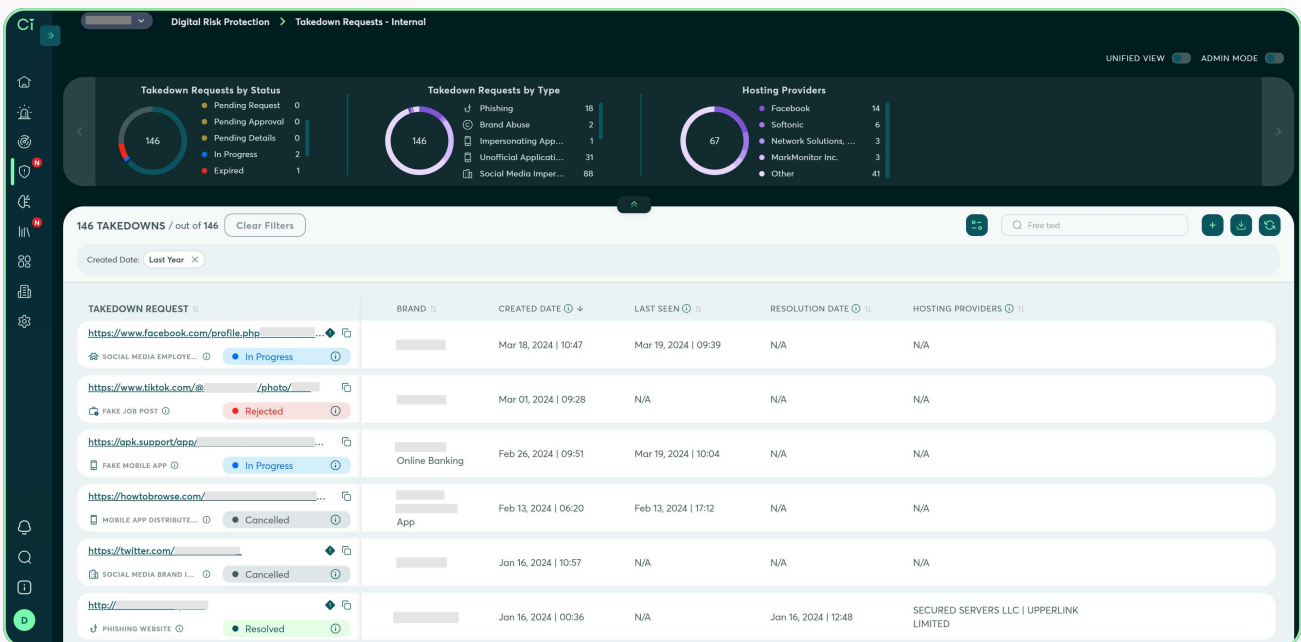 Ci
Digital Risk Protection > Takedown Requests - Internal
UNIFIED VIEW
ADMIN MODE
Takedown Requests by Status
146
Pending Request 0
Pending Approval 0
Pending Details 0
In Progress 2
Expired 1
Takedown Requests by Type
146
Phishing 18
Brand Abuse 2
Impersonating App... 1
Unofficial Applicati... 31
Social Media Imper... 88
Hosting Providers
67
Facebook 14
Softonic 6
Network Solutions, ... 3
MarkMonitor Inc. 3
Other 41
N
N
146 TAKEDOWNS / out of 146
Clear Filters
Free text
Created Date: Last Year
TAKEDOWN REQUEST BRAND CREATED DATE LAST SEEN RESOLUTION DATE HOSTING PROVIDERS
https://www.facebook.com/profile.php ...
Mar 18, 2024 | 10:47 Mar 19, 2024 | 09:39 N/A N/A
SOCIAL MEDIA EMPLOYE... In Progress
https://www.tiktok.com/@ /photo/
Mar 01, 2024 | 09:28 N/A N/A N/A
FAKE JOB POST Rejected
https://apk.support/app/ ...
Online Banking Feb 26, 2024 | 09:51 Mar 19, 2024 | 10:04 N/A N/A
FAKE MOBILE APP In Progress
https://howtobrowse.com/ ...
App Feb 13, 2024 | 06:20 Feb 13, 2024 | 17:12 N/A N/A
MOBILE APP DISTRIBUTE... Cancelled
https://twitter.com/
Jan 16, 2024 | 10:57 N/A N/A N/A
SOCIAL MEDIA BRAND I... Cancelled
http://
Jan 16, 2024 | 00:36 N/A Jan 16, 2024 | 12:48 SECURED SERVERS LLC | UPPERLINK
LIMITED
PHISHING WEBSITE Resolved
D